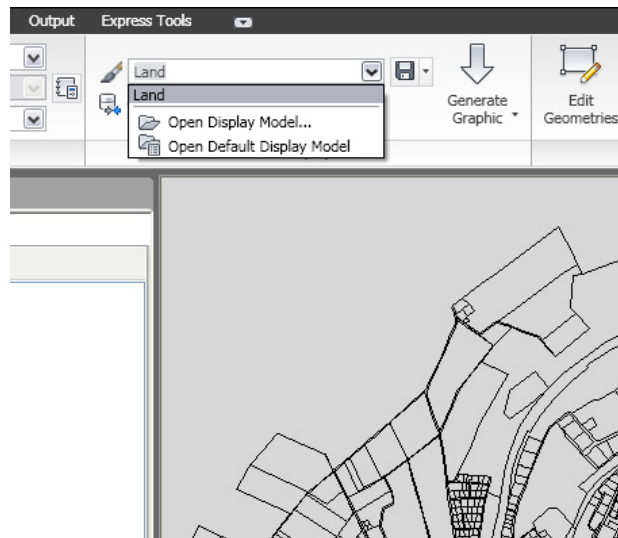 Output Express Tools
Land
Land
Open Display Model...
Open Default Display Model
Generate
Graphic
Edit
Geometries